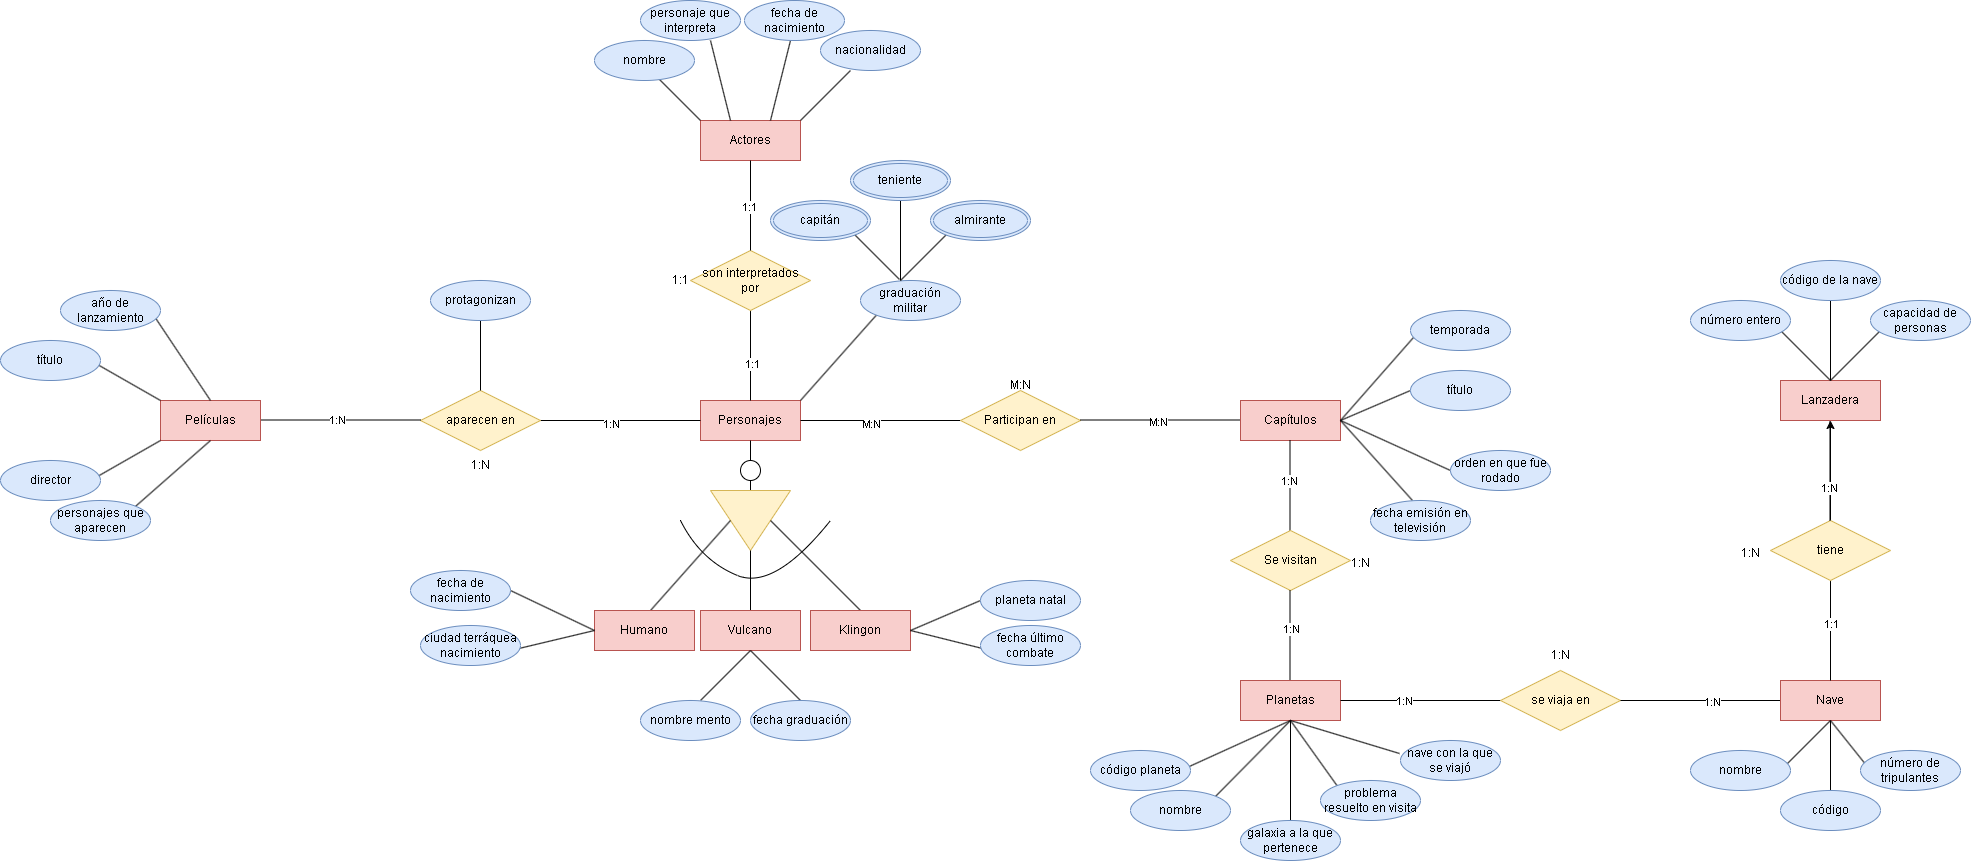 personaje que
interpreta
fecha de
nacimiento
nombre
nacionalidad
Actores
1:1
teniente
capitán
almirante
1:1
son interpretados
por
graduación
militar
1:1
año de
lanzamiento
título
protagonizan
Películas
1:N
aparecen en
1:N
1:N
Personajes
M:N
M:N
Participan en
M:N
Capítulos
director
personajes que
aparecen
temporada
título
orden en que fue
rodado
fecha emisión en
televisión
código de la nave
número entero
capacidad de
personas
Lanzadera
1:N
1:N
tiene
1:1
1:N
Se visitan
1:N
1:N
fecha de
nacimiento
ciudad terráquea
nacimiento
Humano
Vulcano
Klingon
planeta natal
fecha último
combate
nombre mento
fecha graduación
Planetas
1:N
1:N
se viaja en
1:N
Nave
código planeta
nombre
galaxia a la que
pertenece
problema
resuelto en visita
nave con la que
se viajó
nombre
código
número de
tripulantes